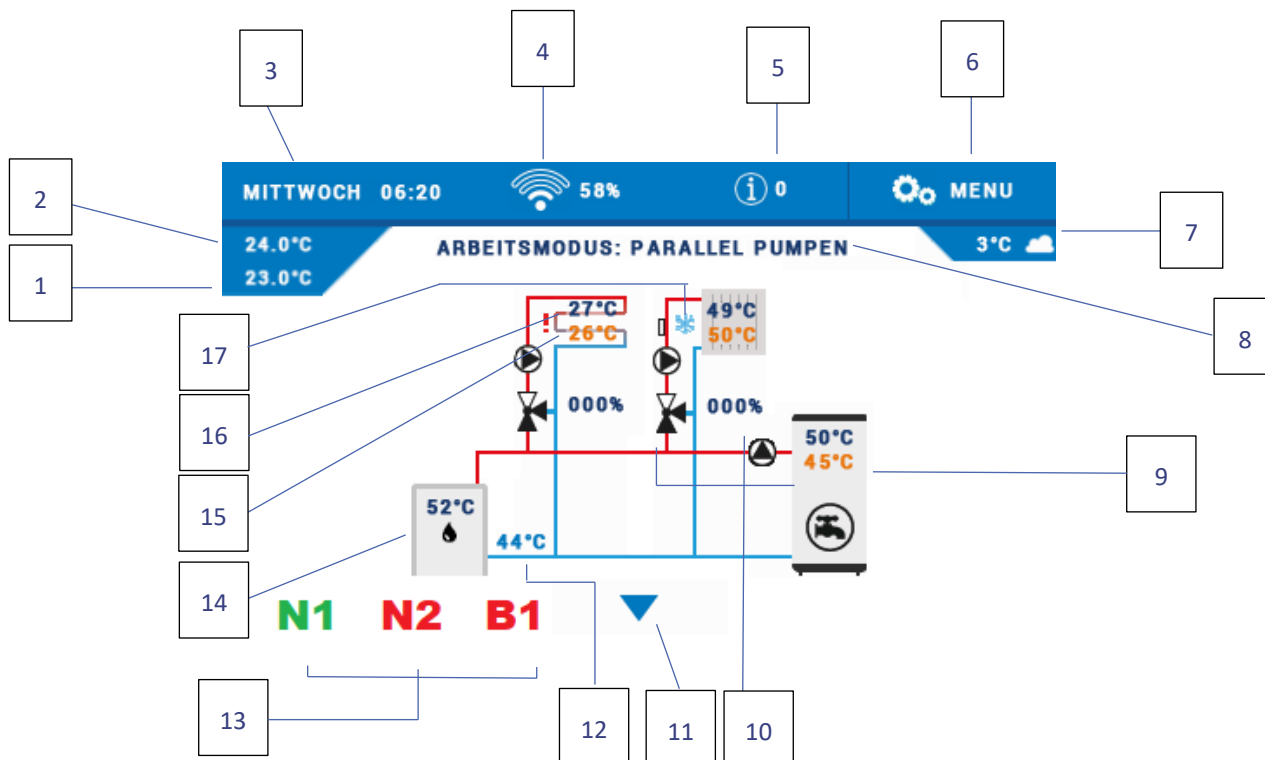 4
5
6
3
MITTWOCH 06:20 58% i 0 MENU
2
24.0°C ARBEITSMODUS: PARALLEL PUMPEN 3°C
7
23.0°C
1
8
17
27°C 49°C
26°C 50°C
000% 000%
16
50°C
45°C
9
15
52°C
44°C
14
N1 N2 B1
13
12
11
10